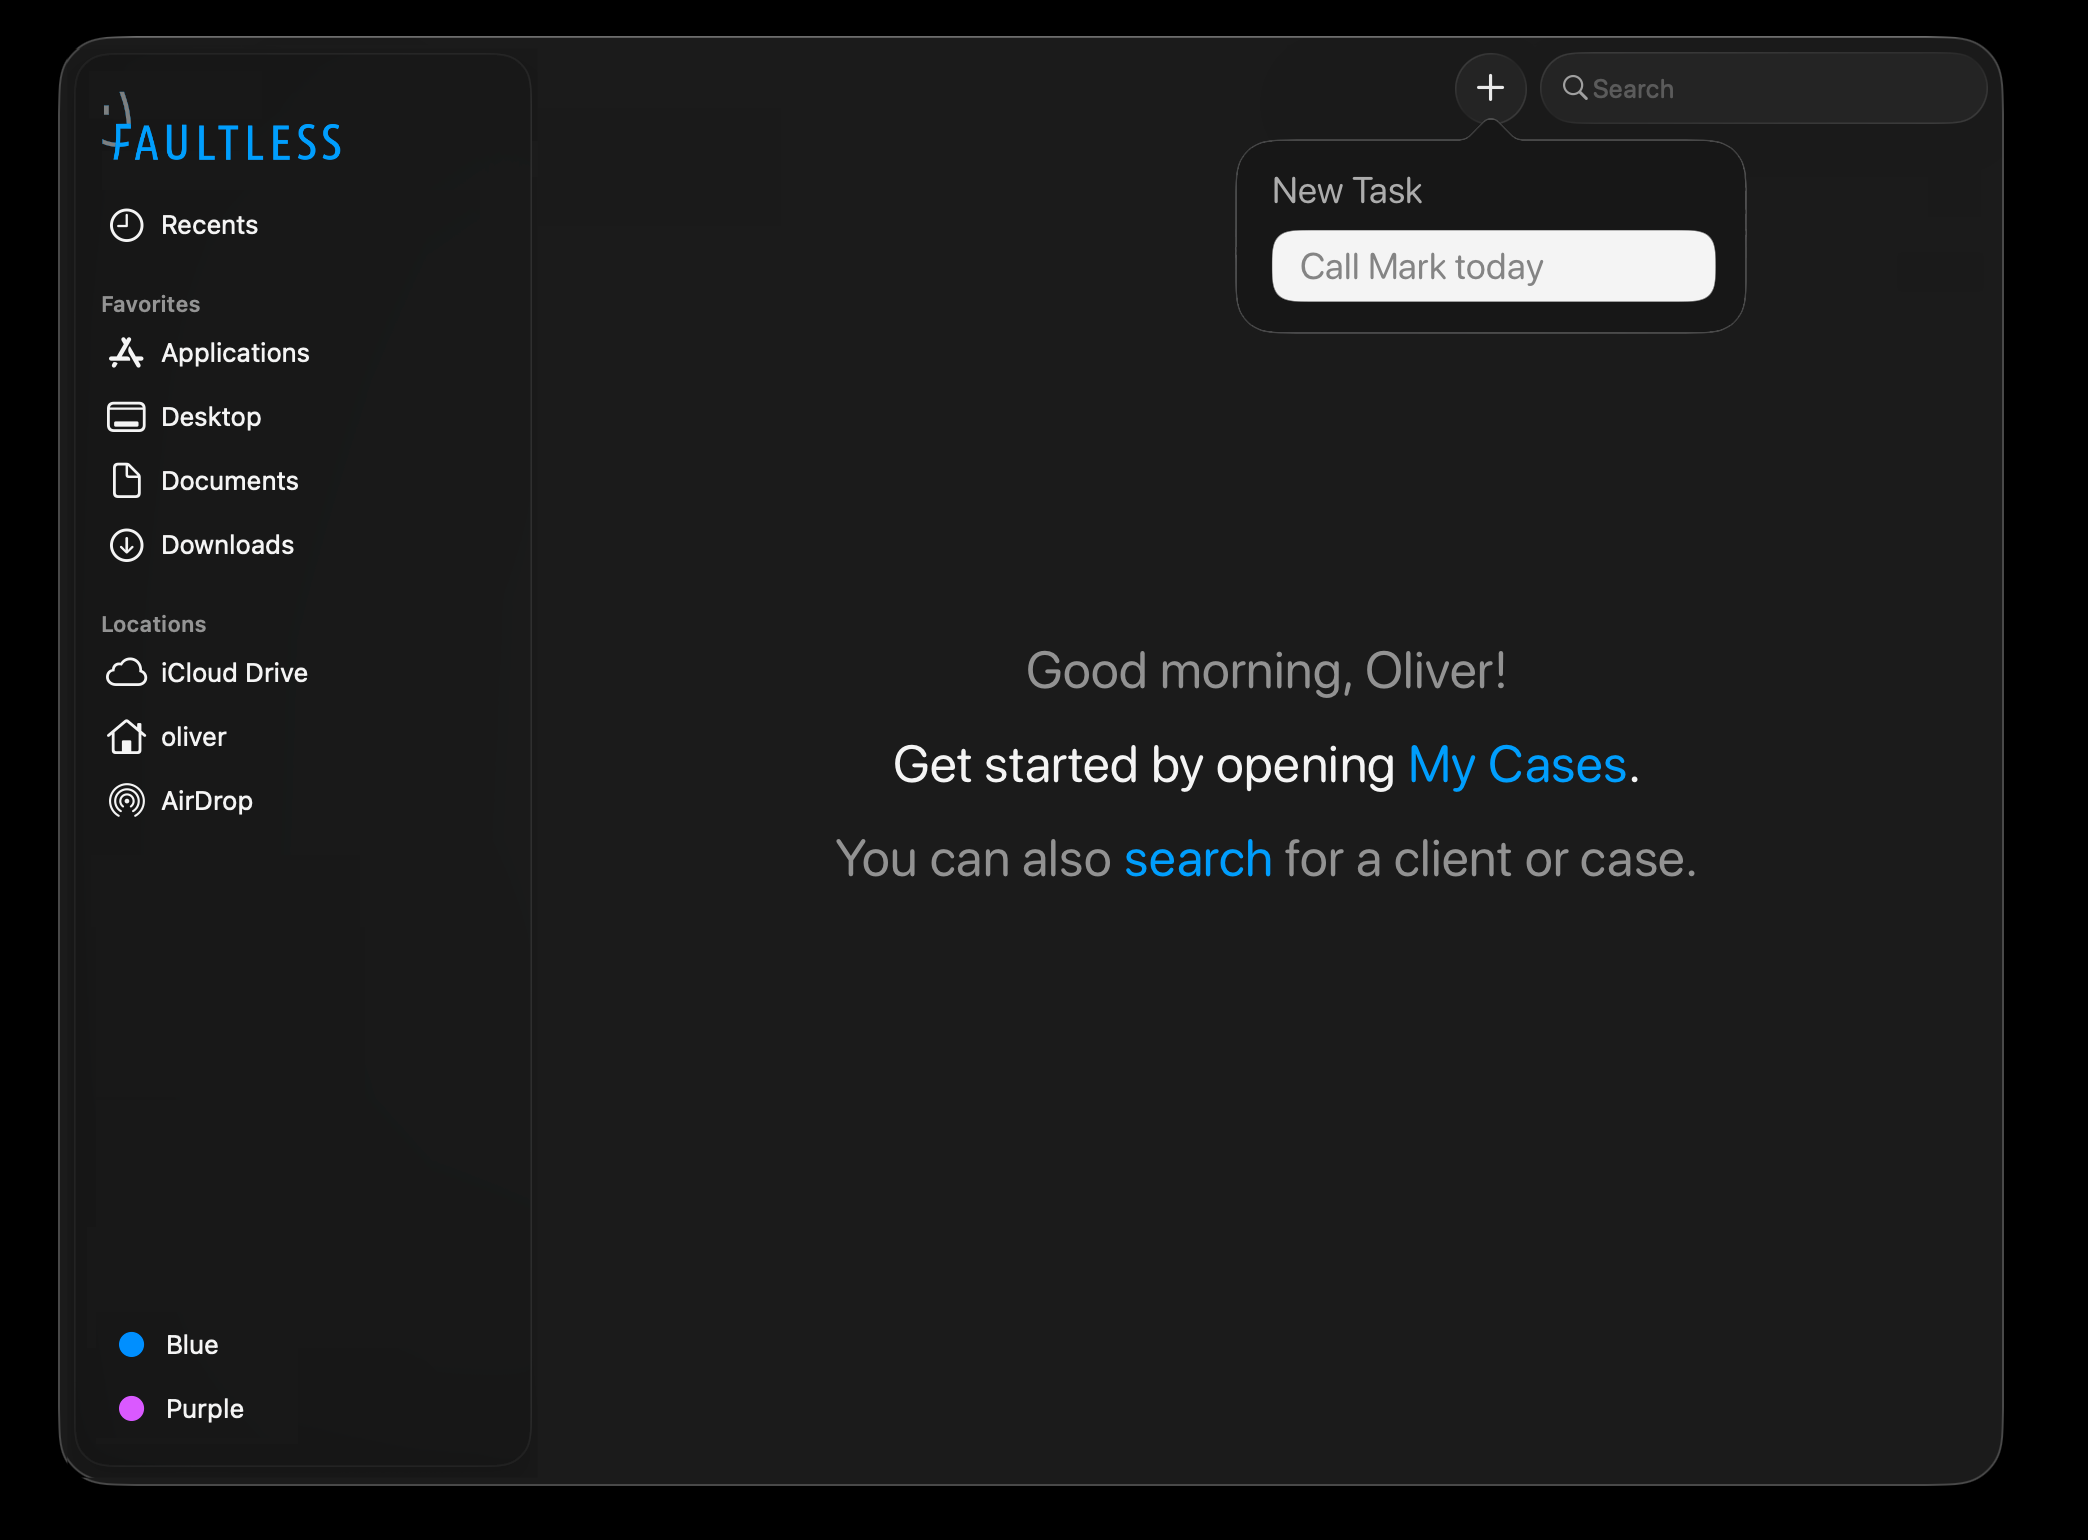 FAULTLESS
Recents
Favorites
Applications
Desktop
Documents
Downloads
Locations
iCloud Drive
oliver
AirDrop
Blue
Purple
Search
New Task
Call Mark today
Good morning, Oliver!
Get started by opening My Cases.
You can also search for a client or case.